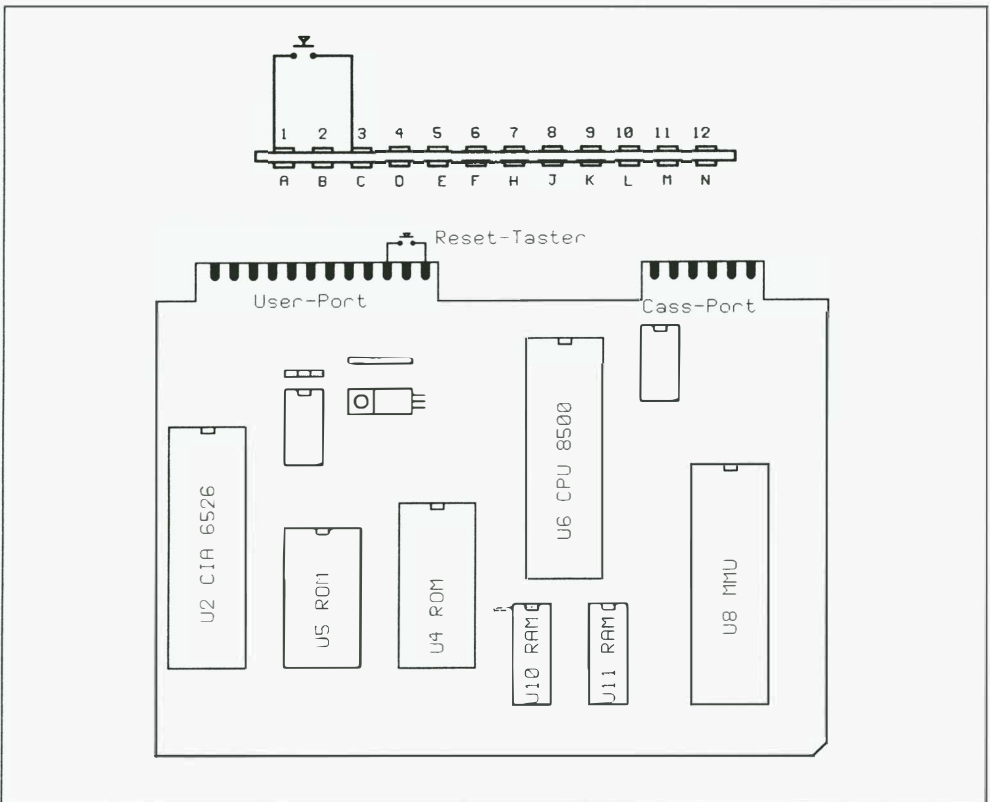 1 2 3 4 5 6 7 8 9 10 11 12
A B C D E F H J K L M N
Reset-Taster
User-Port
Cass-Port
U2 CIA 6526
U5 ROM
U4 ROM
U6 CPU 8500
U10 RAM
U11 RAM
U8 MMU